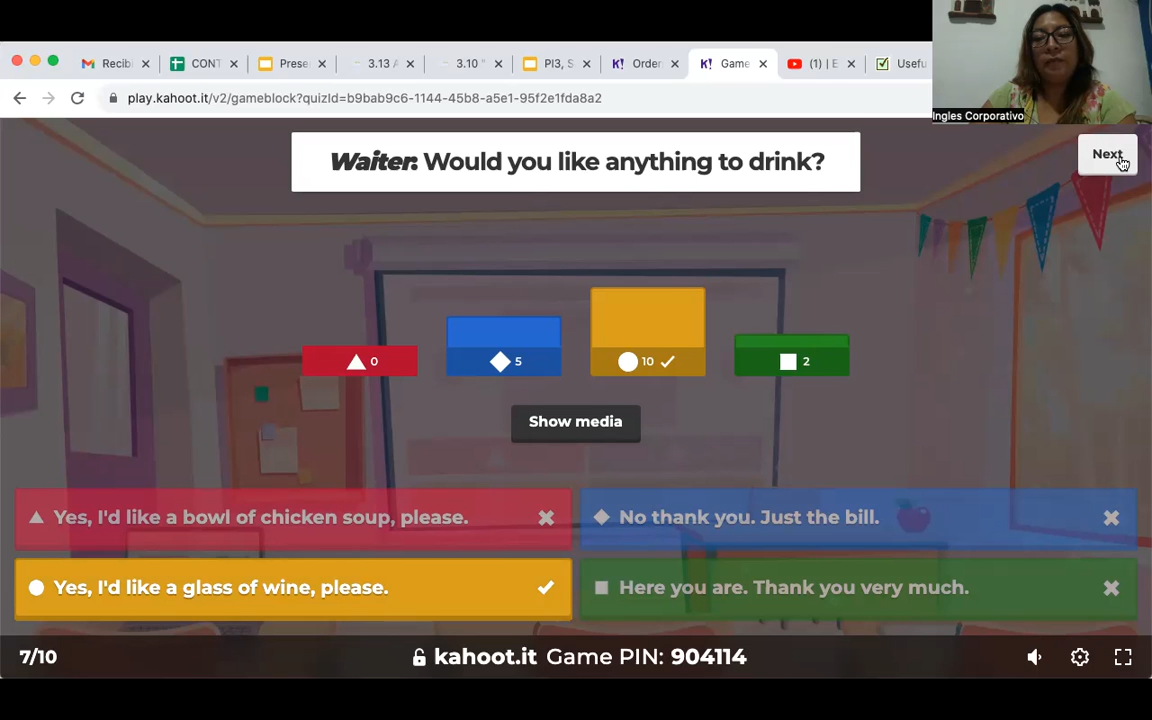 Recib
CONT
Prese
3.13 A
3.10 "
PI3, S
K! Order
K! Game
(1) | E
Usefu
play.kahoot.it/v2/gameblock?quizId=b9bab9c6-1144-45b8-a5e1-95f2e1fda8a2
Ingles Corporativo
Waiter: Would you like anything to drink?
Next
0
5
10
2
Show media
Yes, I'd like a bowl of chicken soup, please.
No thank you. Just the bill.
Yes, I'd like a glass of wine, please.
Here you are. Thank you very much.
7/10
kahoot.it Game PIN: 904114